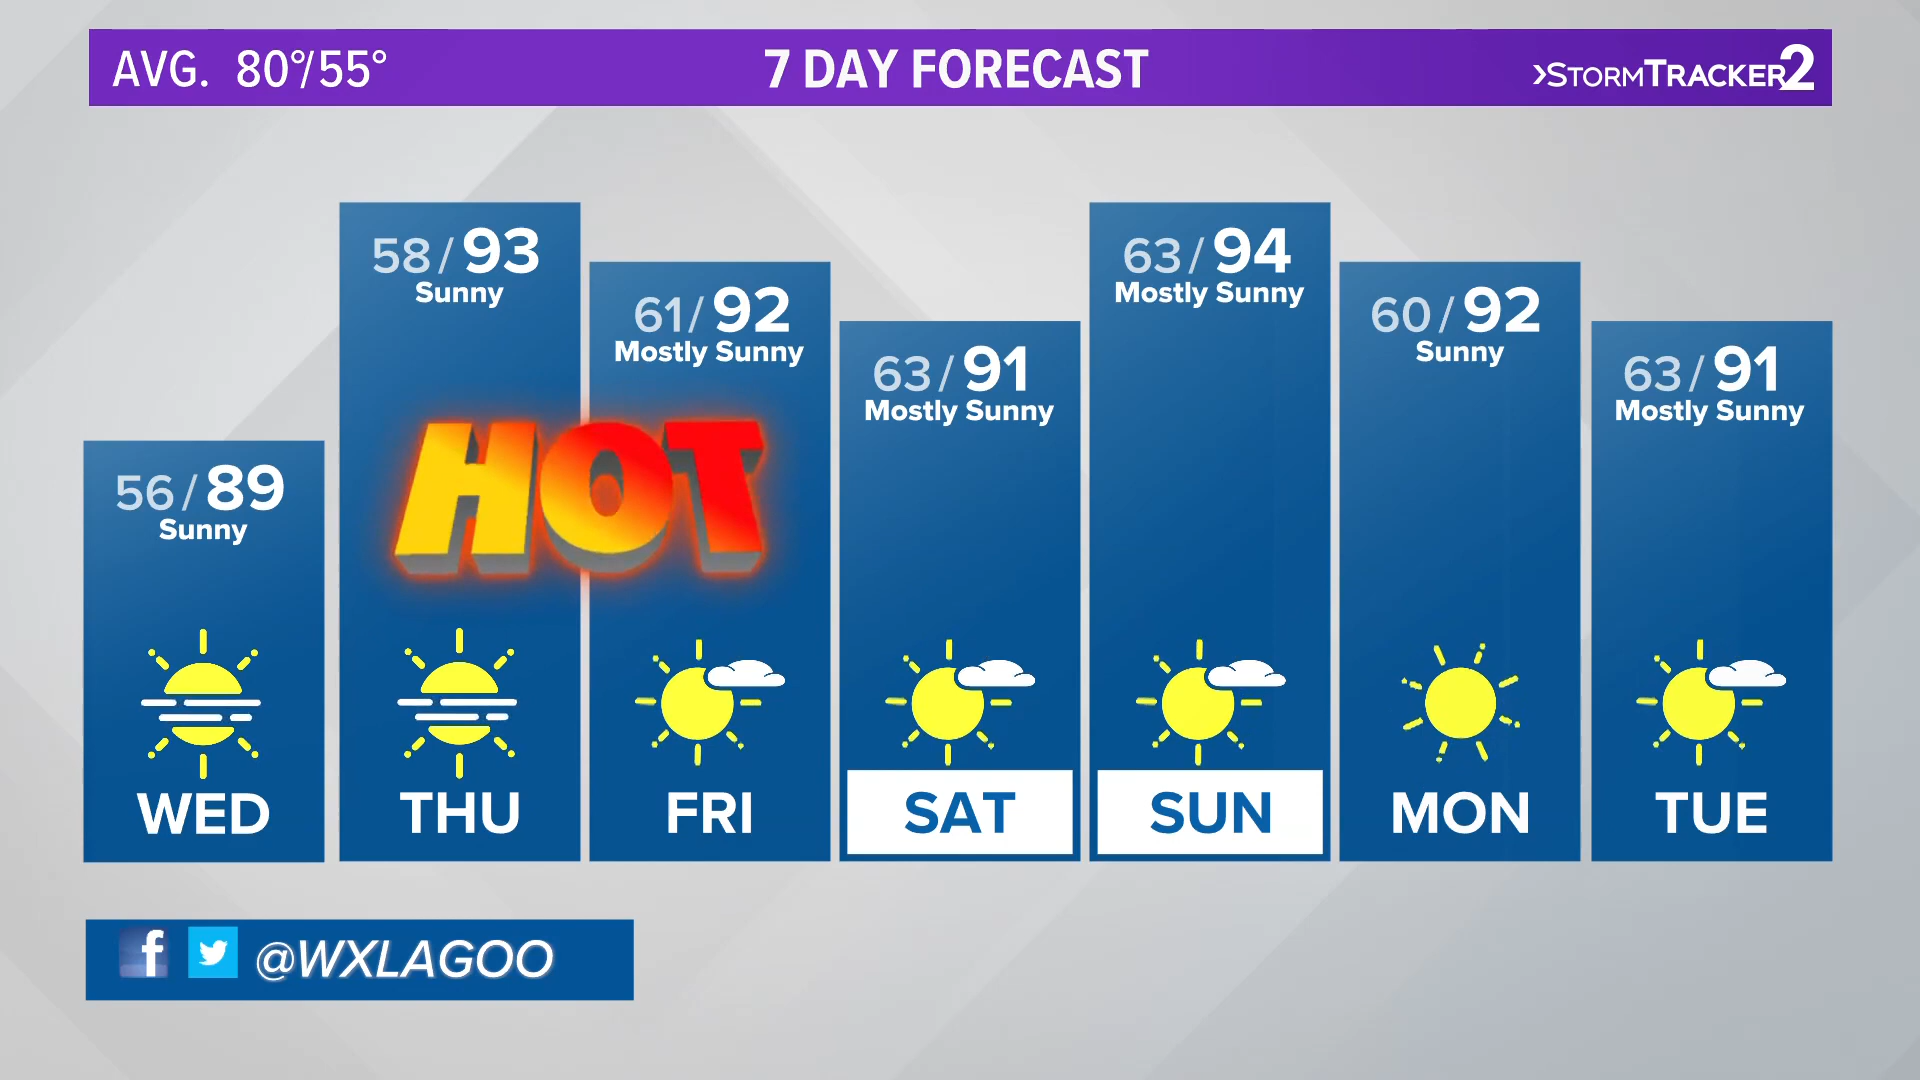 AVG. 80°/55°
7 DAY FORECAST
›STORMTRACKER2
56/89
Sunny
WED
58/93
Sunny
THU
HOT
61/92
Mostly Sunny
FRI
63/91
Mostly Sunny
SAT
63/94
Mostly Sunny
SUN
60/92
Sunny
MON
63/91
Mostly Sunny
TUE
f @WXLAGOO